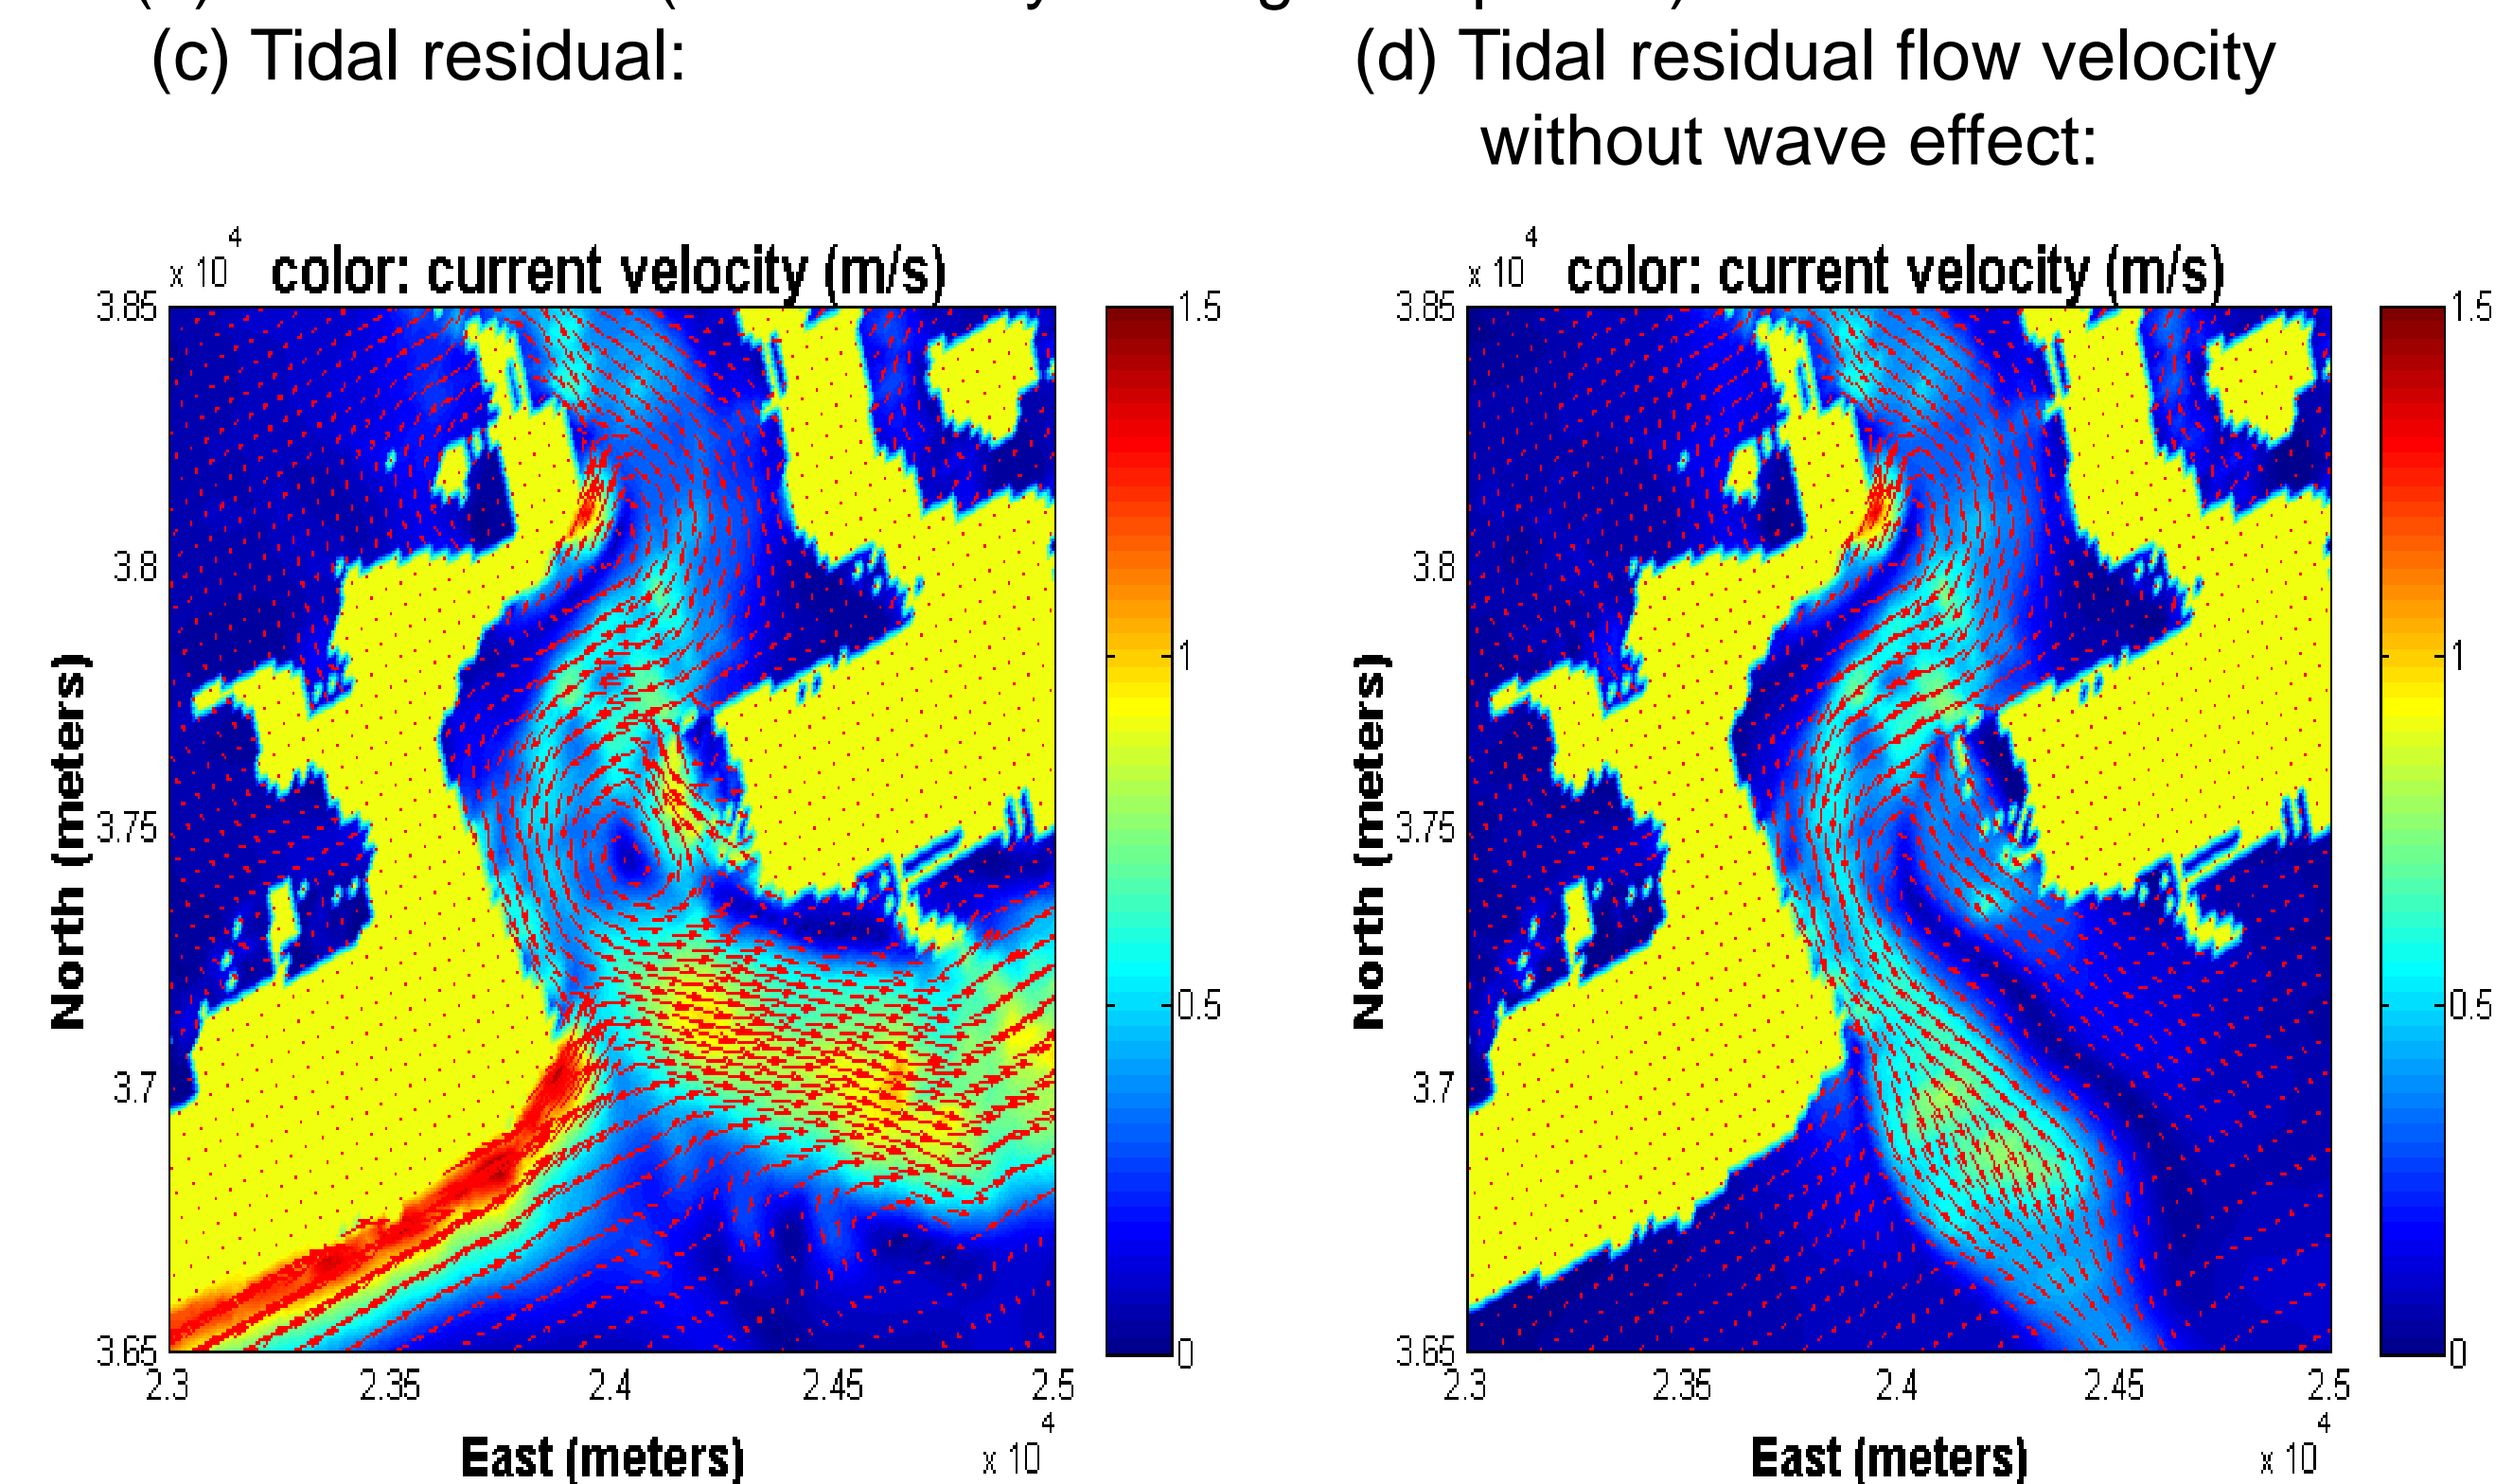 (c) Tidal residual:
(d) Tidal residual flow velocity
without wave effect:
x 10^4 color: current velocity (m/s)
3.85
3.8
3.75
3.7
3.65
North (meters)
2.3 2.35 2.4 2.45 2.5
East (meters) x 10^4
1.5
1
0.5
0
x 10^4 color: current velocity (m/s)
3.85
3.8
3.75
3.7
3.65
North (meters)
2.3 2.35 2.4 2.45 2.5
East (meters) x 10^4
1.5
1
0.5
0